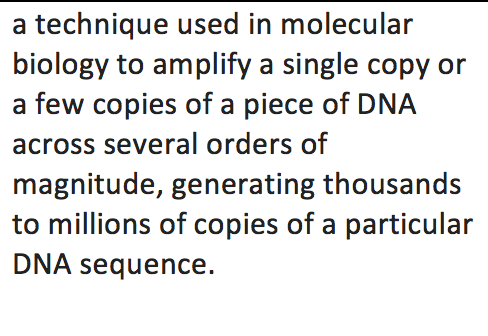 a technique used in molecular
biology to amplify a single copy or
a few copies of a piece of DNA
across several orders of
magnitude, generating thousands
to millions of copies of a particular
DNA sequence.